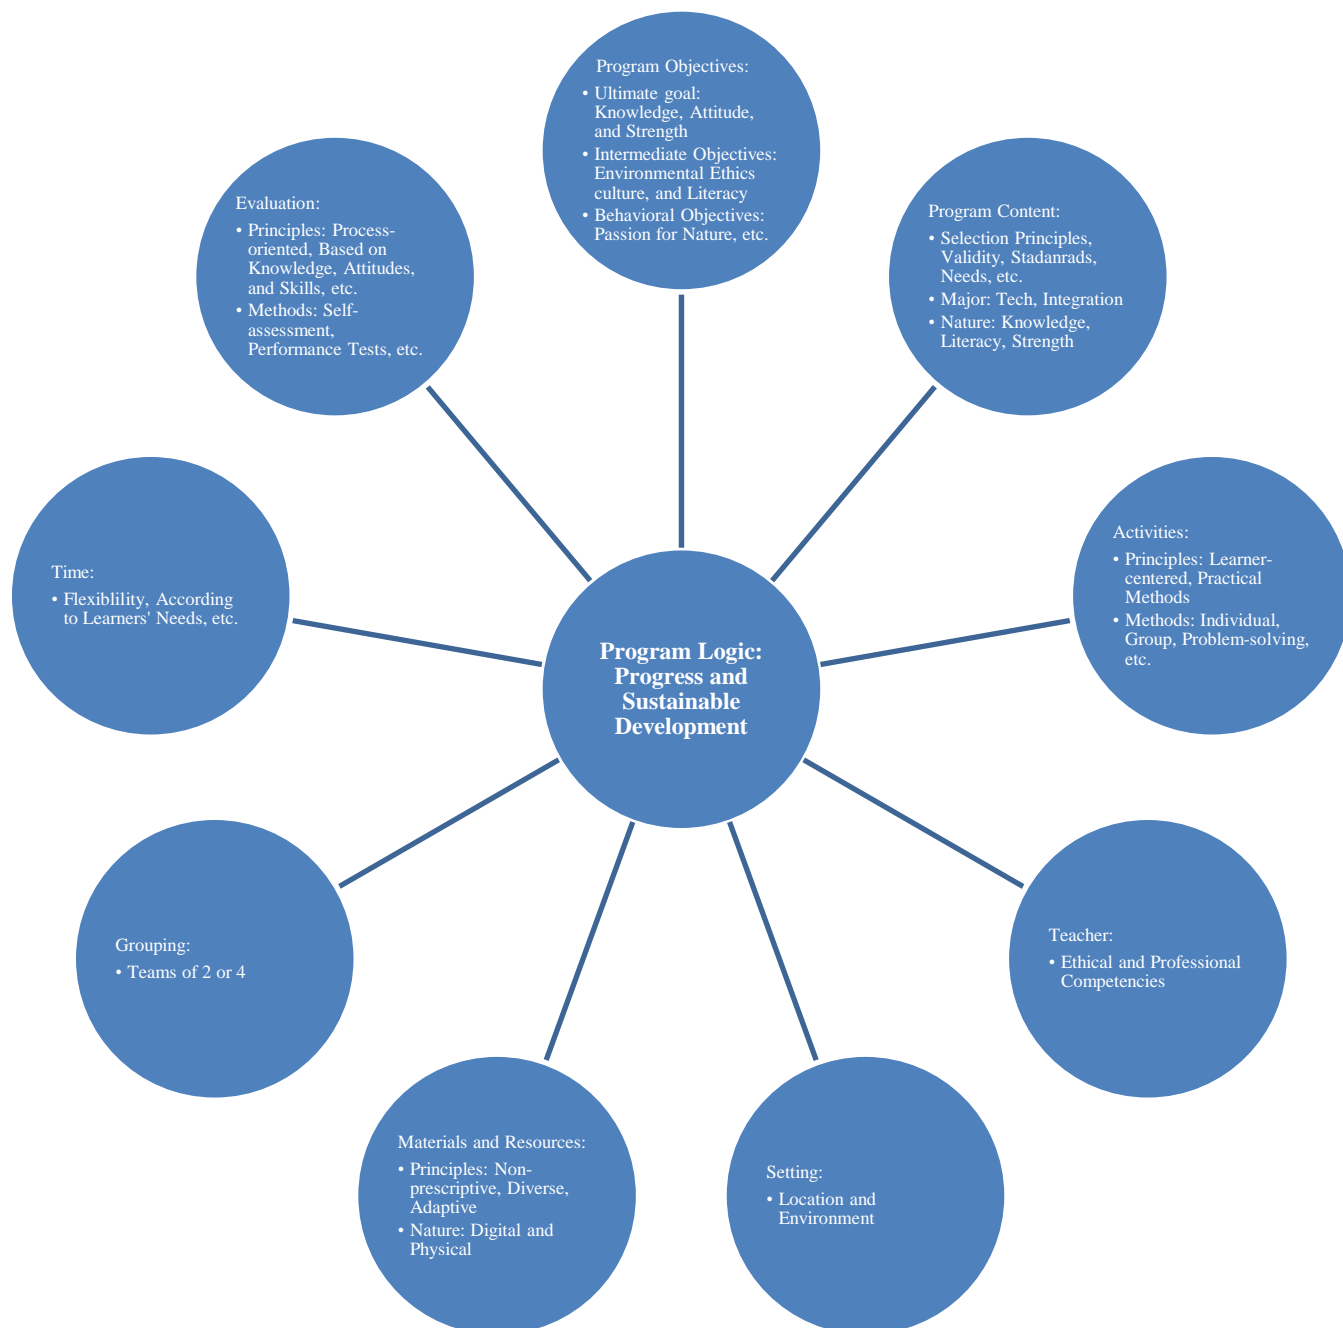 Program Objectives:
• Ultimate goal:
Knowledge, Attitude,
and Strength
• Intermediate Objectives:
Environmental Ethics
culture, and Literacy
• Behavioral Objectives:
Passion for Nature, etc.
Program Content:
• Selection Principles,
Validity, Stadanrads,
Needs, etc.
• Major: Tech, Integration
• Nature: Knowledge,
Literacy, Strength
Activities:
• Principles: Learner-
centered, Practical
Methods
• Methods: Individual,
Group, Problem-solving,
etc.
Teacher:
• Ethical and Professional
Competencies
Setting:
• Location and
Environment
Materials and Resources:
• Principles: Non-
prescriptive, Diverse,
Adaptive
• Nature: Digital and
Physical
Grouping:
• Teams of 2 or 4
Time:
• Flexiblility, According
to Learners' Needs, etc.
Evaluation:
• Principles: Process-
oriented, Based on
Knowledge, Attitudes,
and Skills, etc.
• Methods: Self-
assessment,
Performance Tests, etc.
Program Logic:
Progress and
Sustainable
Development